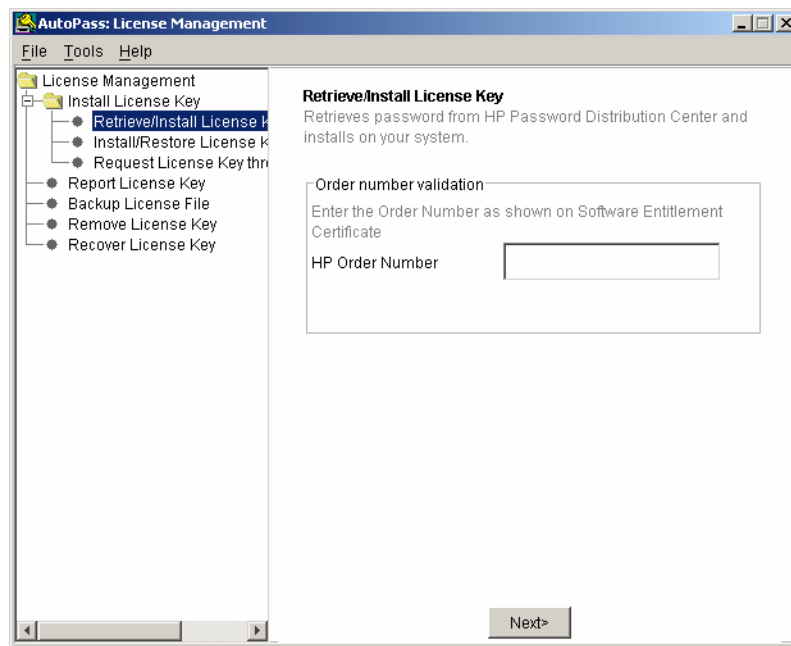 AutoPass: License Management
File Tools Help
License Management
Install License Key
Retrieve/Install License K
Install/Restore License K
Request License Key thr
Report License Key
Backup License File
Remove License Key
Recover License Key
Retrieve/Install License Key
Retrieves password from HP Password Distribution Center and
installs on your system.
Order number validation
Enter the Order Number as shown on Software Entitlement
Certificate
HP Order Number
Next>